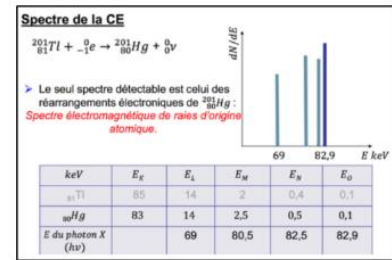 Spectre de la CE
²⁰¹₈₁Tl + ⁰₋₁e → ²⁰¹₈₀Hg + ⁰₀ν
➤ Le seul spectre détectable est celui des
réarrangements électroniques de ²⁰¹₈₀Hg :
Spectre électromagnétique de raies d'origine
atomique.
dN/dE
69 82,9 E keV
keV E_K E_L E_M E_N E_O
₈₁Tl 85 14 2 0,4 0,1
₈₀Hg 83 14 2,5 0,5 0,1
E du photon X 69 80,5 82,5 82,9
(hν)